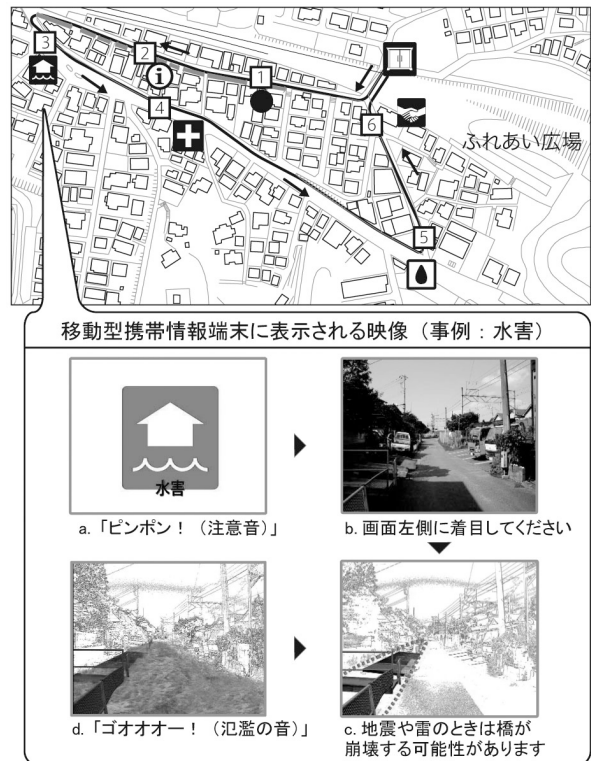 3
2
1
4
6
ふれあい広場
5
移動型携帯情報端末に表示される映像（事例：水害）
水害
a.「ピンポン！（注意音）」
b. 画面左側に着目してください
d.「ゴオオオオー！（氾濫の音）」
c. 地震や雷のときは橋が
崩壊する可能性があります